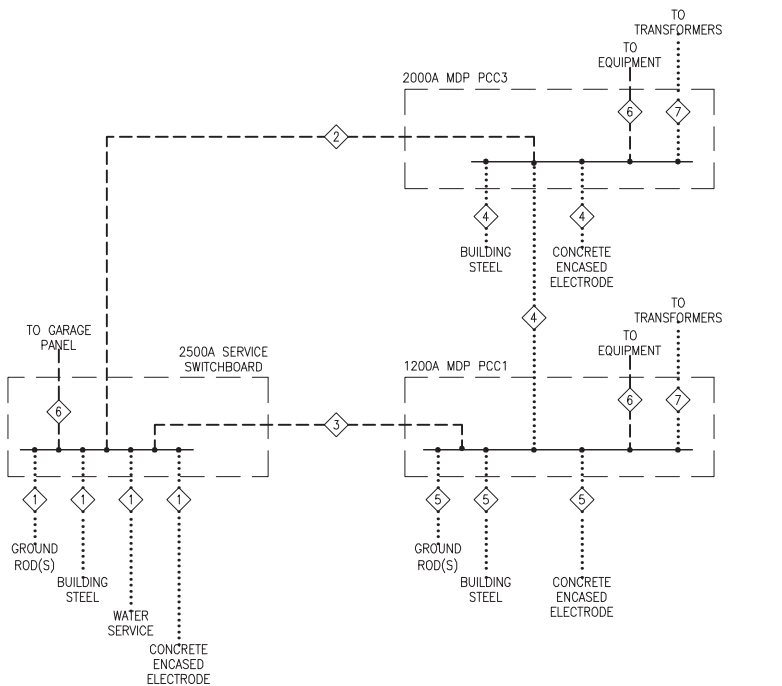 TO
TRANSFORMERS
TO
EQUIPMENT
2000A MDP PCC3
6
7
2
4
4
BUILDING
STEEL
CONCRETE
ENCASED
ELECTRODE
4
TO
TRANSFORMERS
TO GARAGE
PANEL
TO
EQUIPMENT
2500A SERVICE
SWITCHBOARD
1200A MDP PCC1
6
6
7
3
1
1
1
1
5
5
5
GROUND
ROD(S)
BUILDING
STEEL
WATER
SERVICE
CONCRETE
ENCASED
ELECTRODE
GROUND
ROD(S)
BUILDING
STEEL
CONCRETE
ENCASED
ELECTRODE